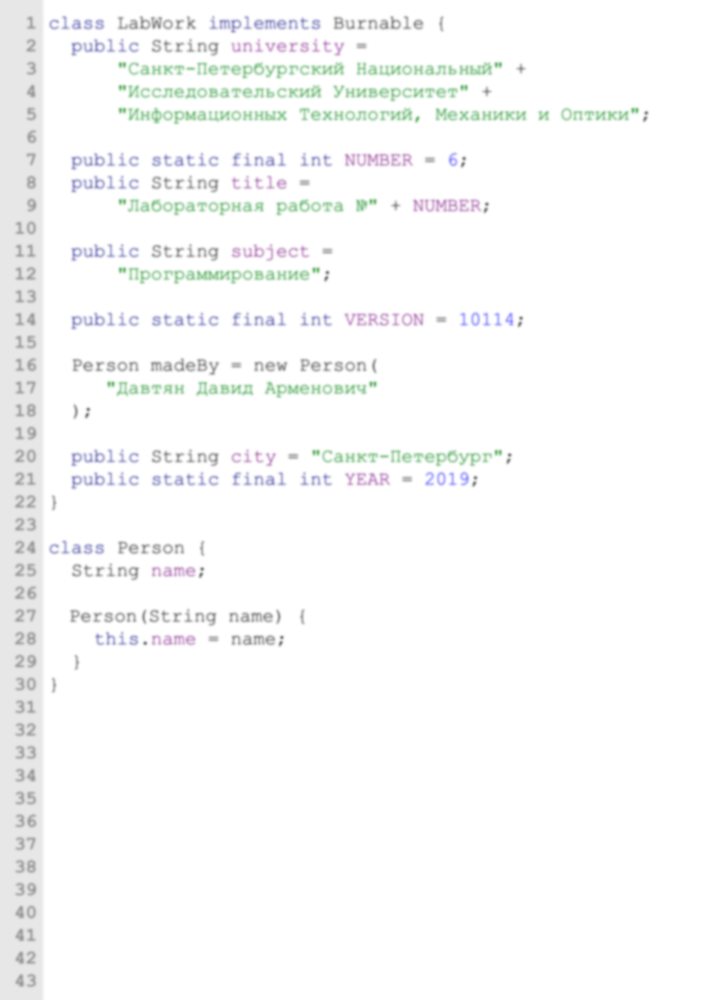 1 class LabWork implements Burnable {
2 public String university =
3 "Санкт-Петербургский Национальный" +
4 "Исследовательский Университет" +
5 "Информационных Технологий, Механики и Оптики";
6
7 public static final int NUMBER = 6;
8 public String title =
9 "Лабораторная работа №" + NUMBER;
10
11 public String subject =
12 "Программирование";
13
14 public static final int VERSION = 10114;
15
16 Person madeBy = new Person(
17 "Давтян Давид Арменович"
18 );
19
20 public String city = "Санкт-Петербург";
21 public static final int YEAR = 2019;
22 }
23
24 class Person {
25 String name;
26
27 Person(String name) {
28 this.name = name;
29 }
30 }
31
32
33
34
35
36
37
38
39
40
41
42
43